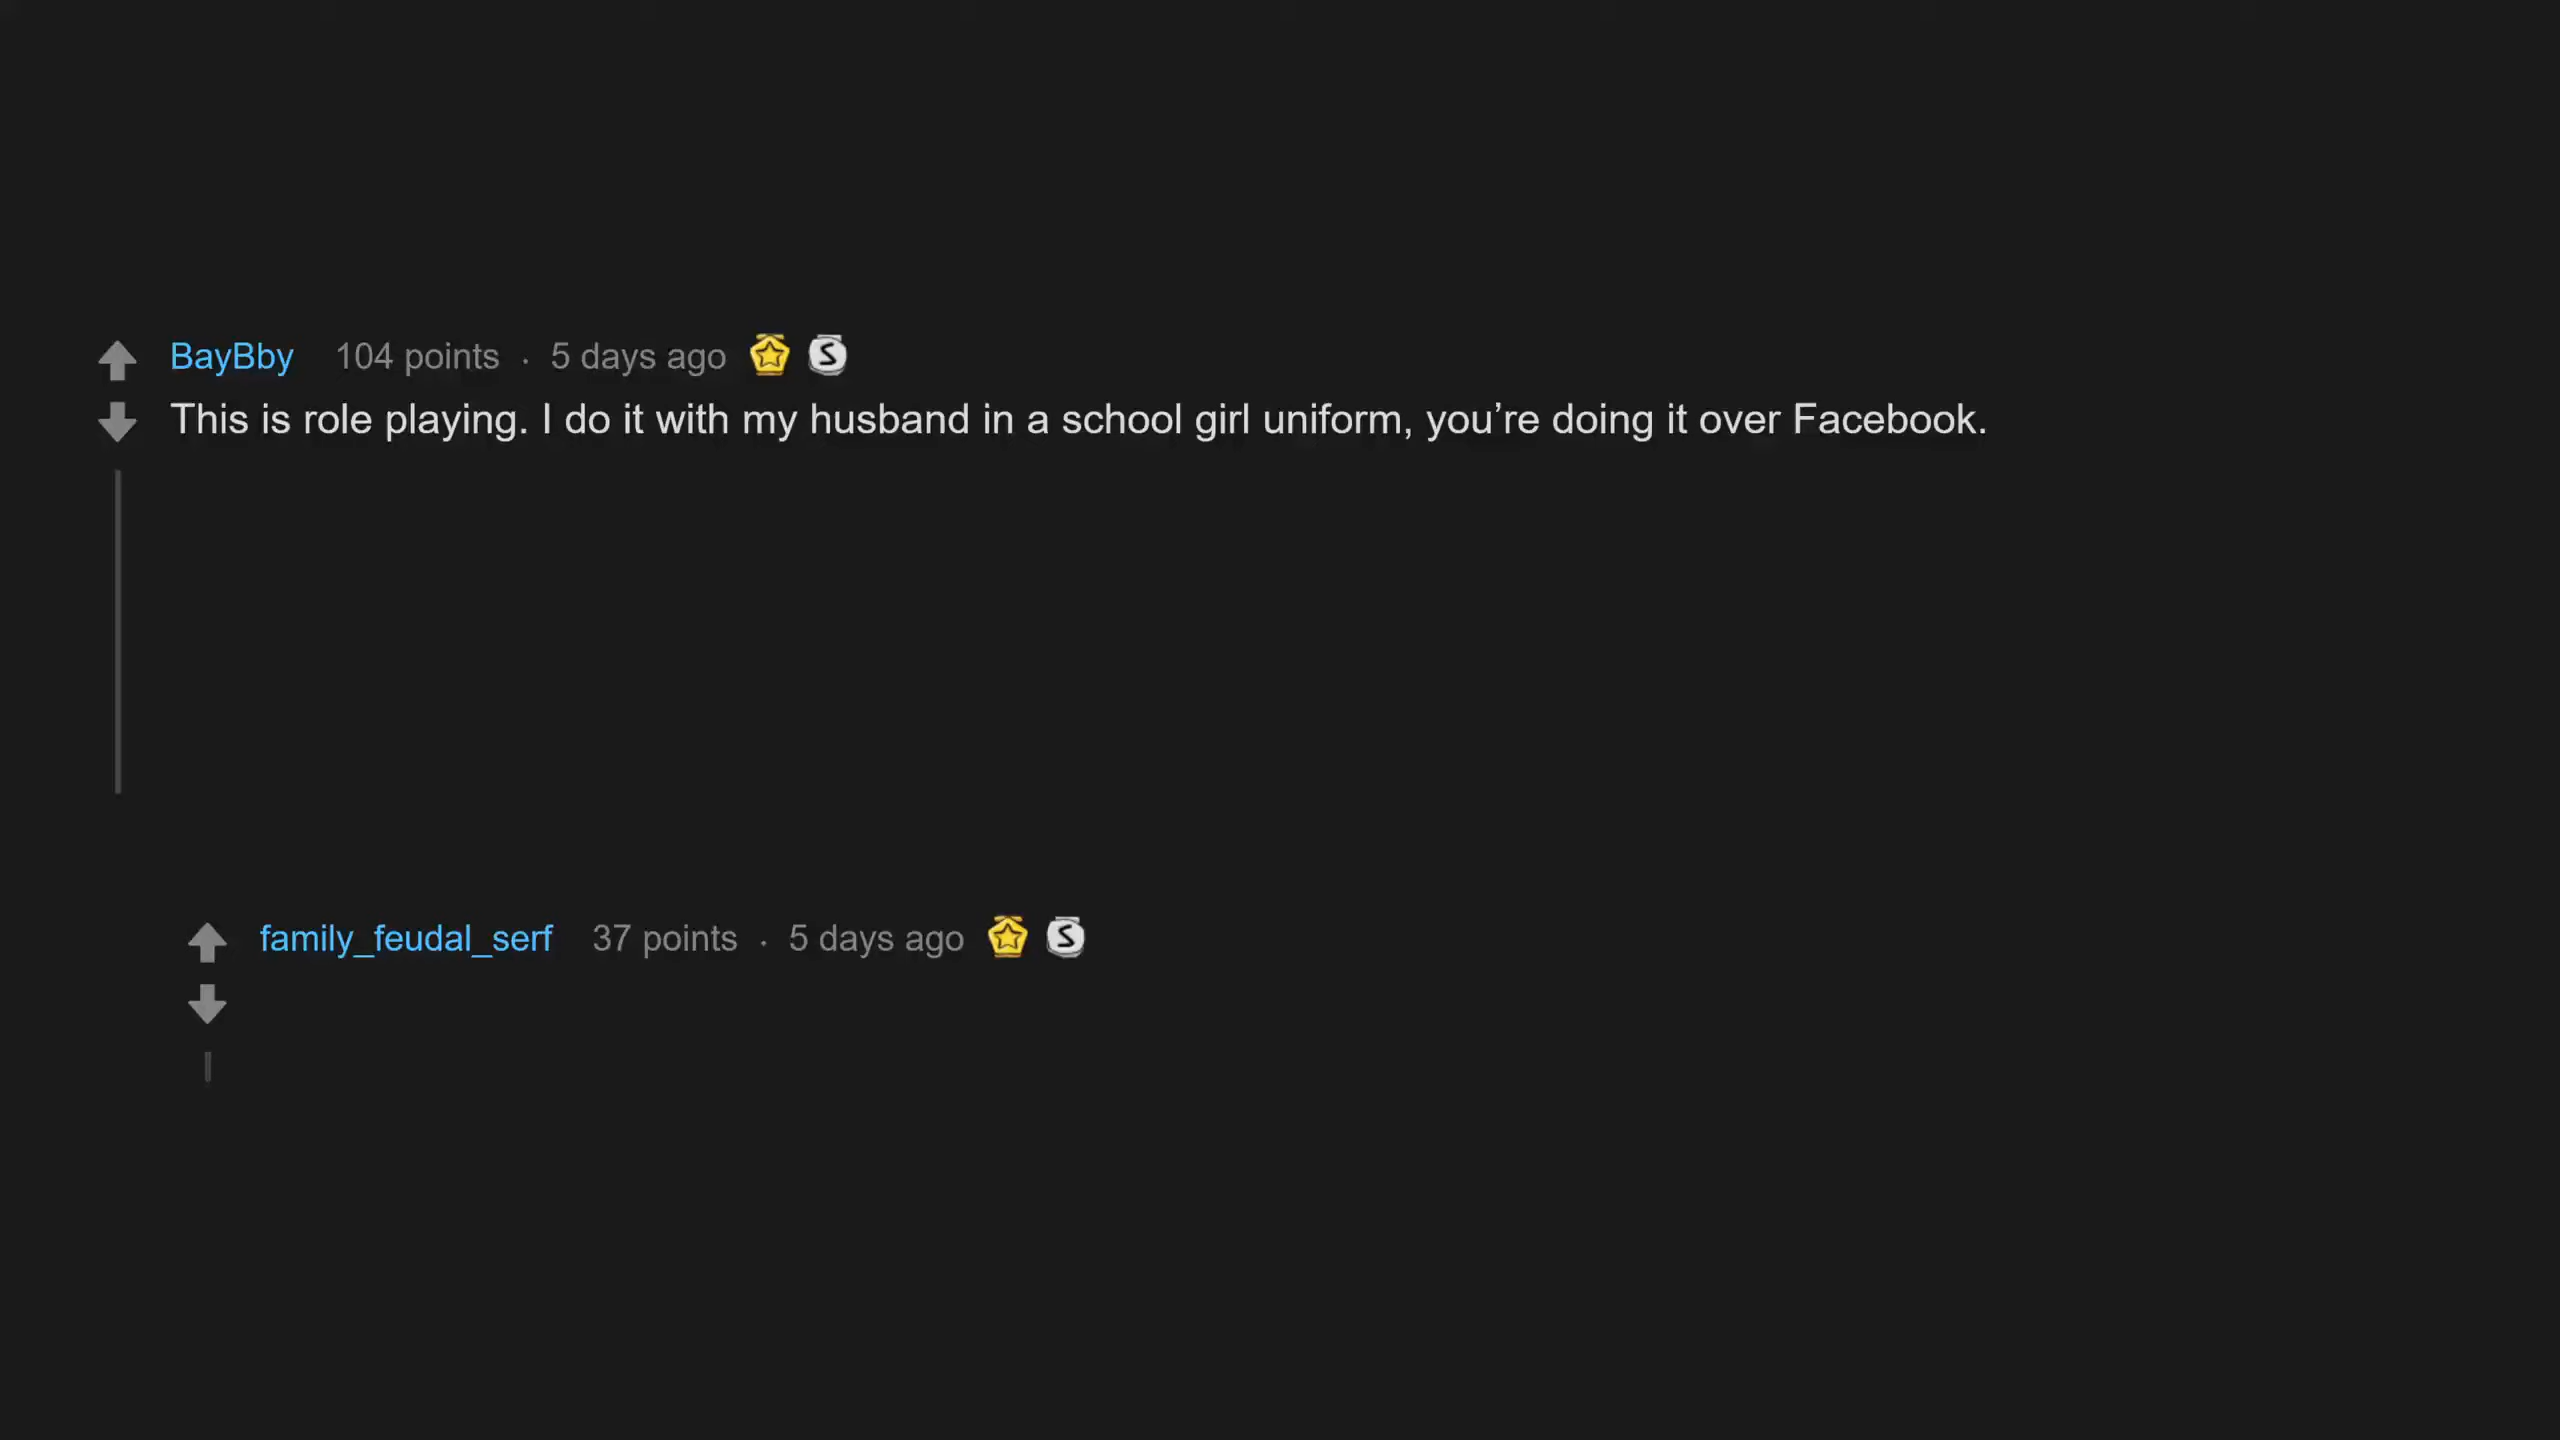 BayBby 104 points · 5 days ago
This is role playing. I do it with my husband in a school girl uniform, you’re doing it over Facebook.
family_feudal_serf 37 points · 5 days ago